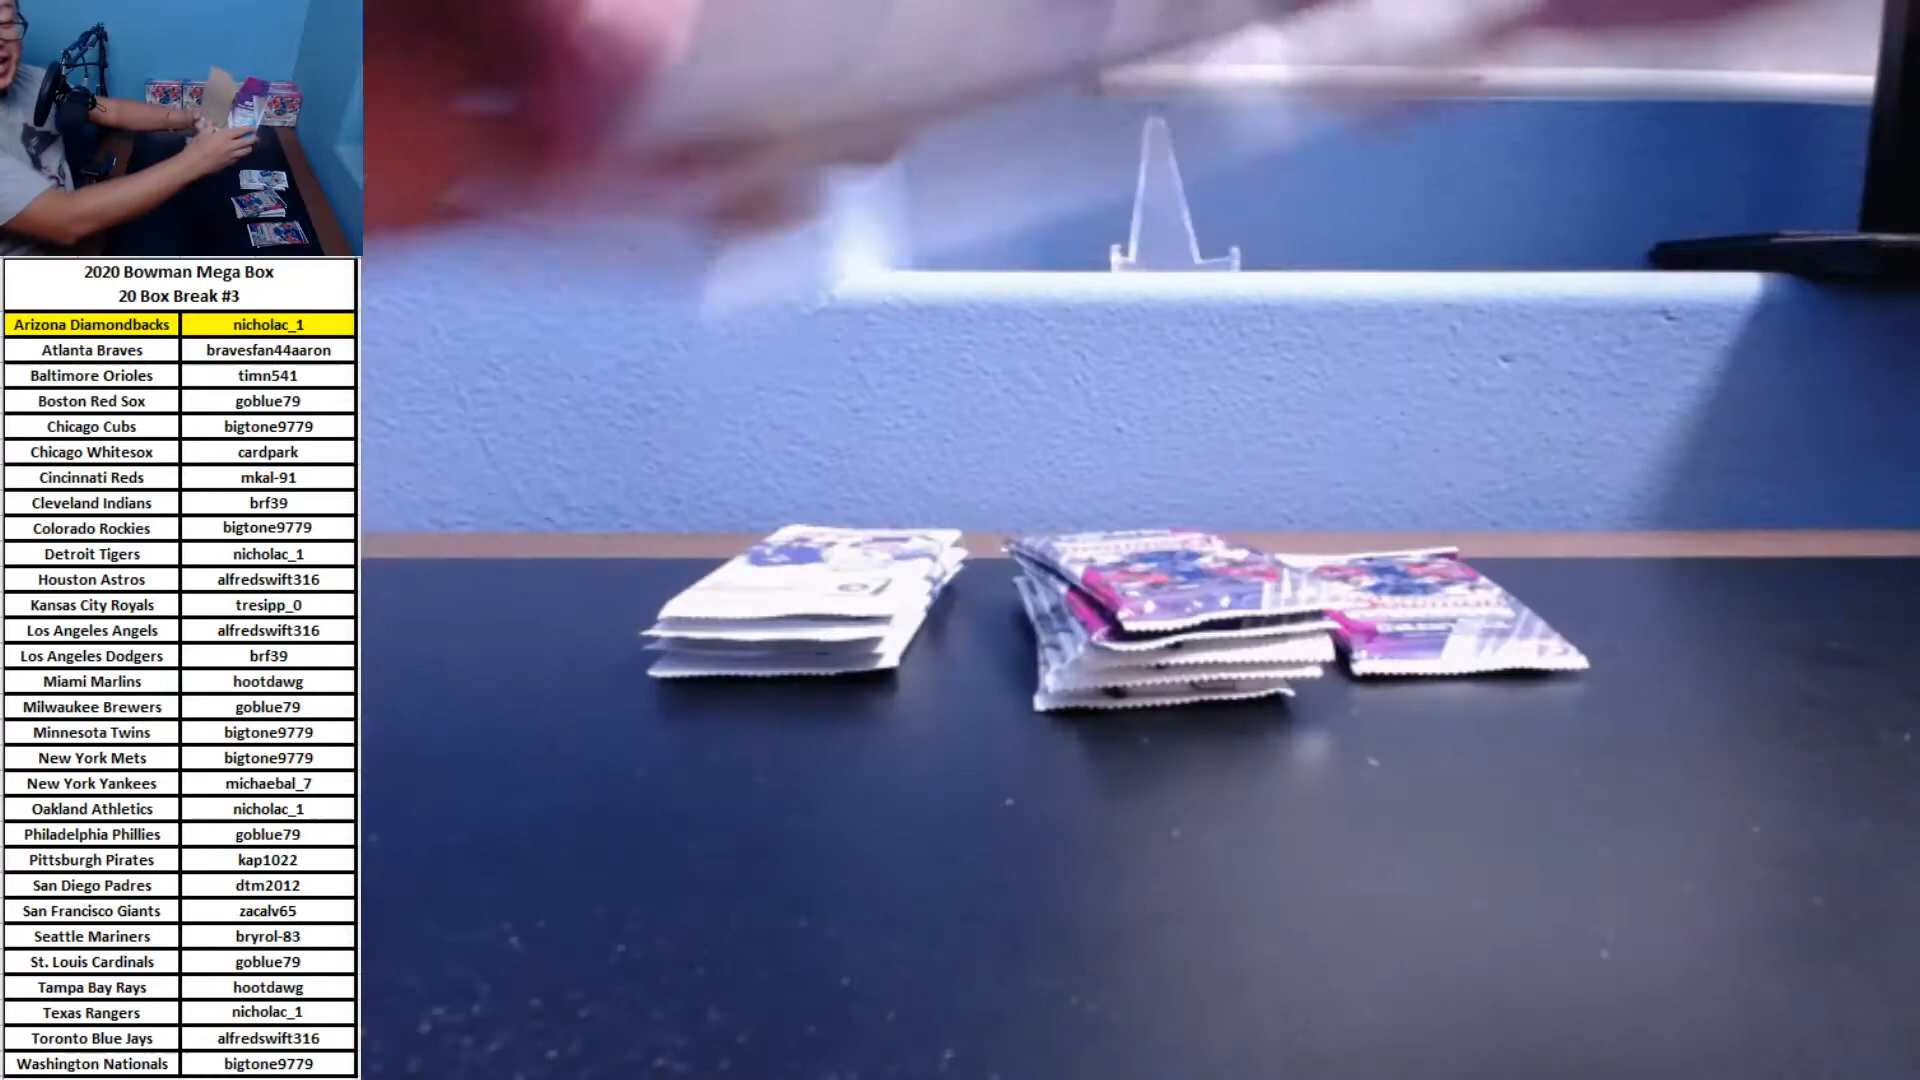 2020 Bowman Mega Box
20 Box Break #3
Arizona Diamondbacks nicholac_1
Atlanta Braves bravesfan44aaron
Baltimore Orioles timn541
Boston Red Sox goblue79
Chicago Cubs bigtone9779
Chicago Whitesox cardpark
Cincinnati Reds mkal-91
Cleveland Indians brf39
Colorado Rockies bigtone9779
Detroit Tigers nicholac_1
Houston Astros alfredswift316
Kansas City Royals tresipp_0
Los Angeles Angels alfredswift316
Los Angeles Dodgers brf39
Miami Marlins hootdawg
Milwaukee Brewers goblue79
Minnesota Twins bigtone9779
New York Mets bigtone9779
New York Yankees michaebal_7
Oakland Athletics nicholac_1
Philadelphia Phillies goblue79
Pittsburgh Pirates kap1022
San Diego Padres dtm2012
San Francisco Giants zacalv65
Seattle Mariners bryrol-83
St. Louis Cardinals goblue79
Tampa Bay Rays hootdawg
Texas Rangers nicholac_1
Toronto Blue Jays alfredswift316
Washington Nationals bigtone9779